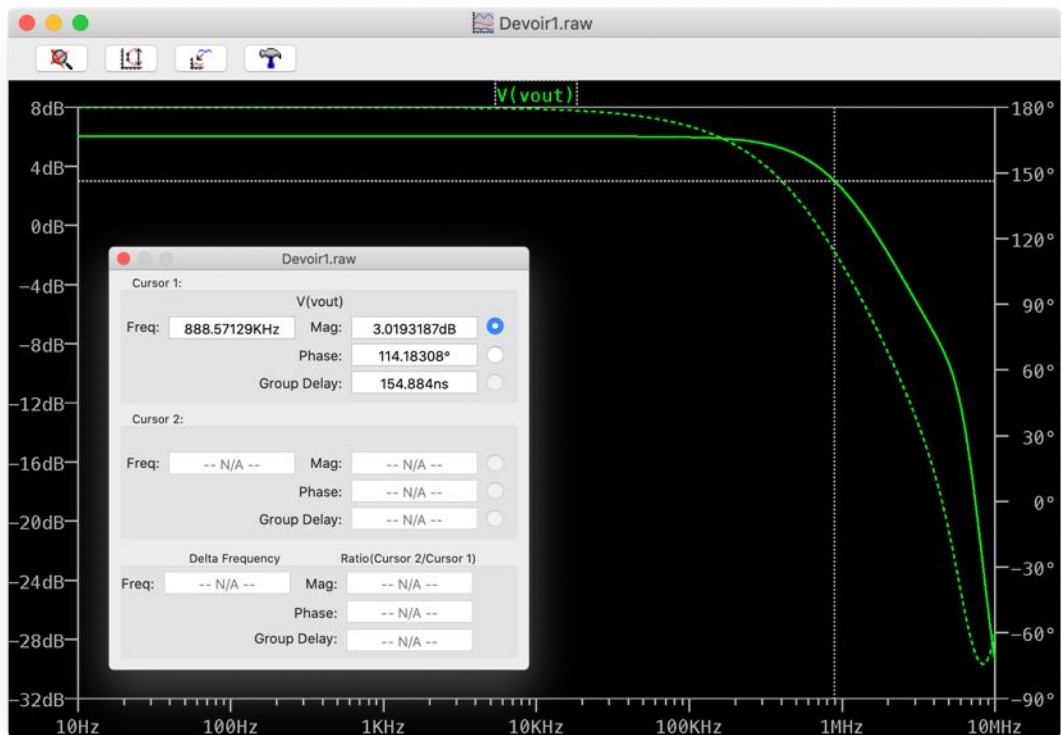 Devoir1.raw
V(vout)
8dB
4dB
0dB
-4dB
-8dB
-12dB
-16dB
-20dB
-24dB
-28dB
-32dB
180°
150°
120°
90°
60°
30°
0°
-30°
-60°
-90°
10Hz 100Hz 1KHz 10KHz 100KHz 1MHz 10MHz
Devoir1.raw
Cursor 1:
V(vout)
Freq: 888.57129KHz Mag: 3.0193187dB
Phase: 114.18308°
Group Delay: 154.884ns
Cursor 2:
Freq: -- N/A -- Mag: -- N/A --
Phase: -- N/A --
Group Delay: -- N/A --
Delta Frequency Ratio(Cursor 2/Cursor 1)
Freq: -- N/A -- Mag: -- N/A --
Phase: -- N/A --
Group Delay: -- N/A --